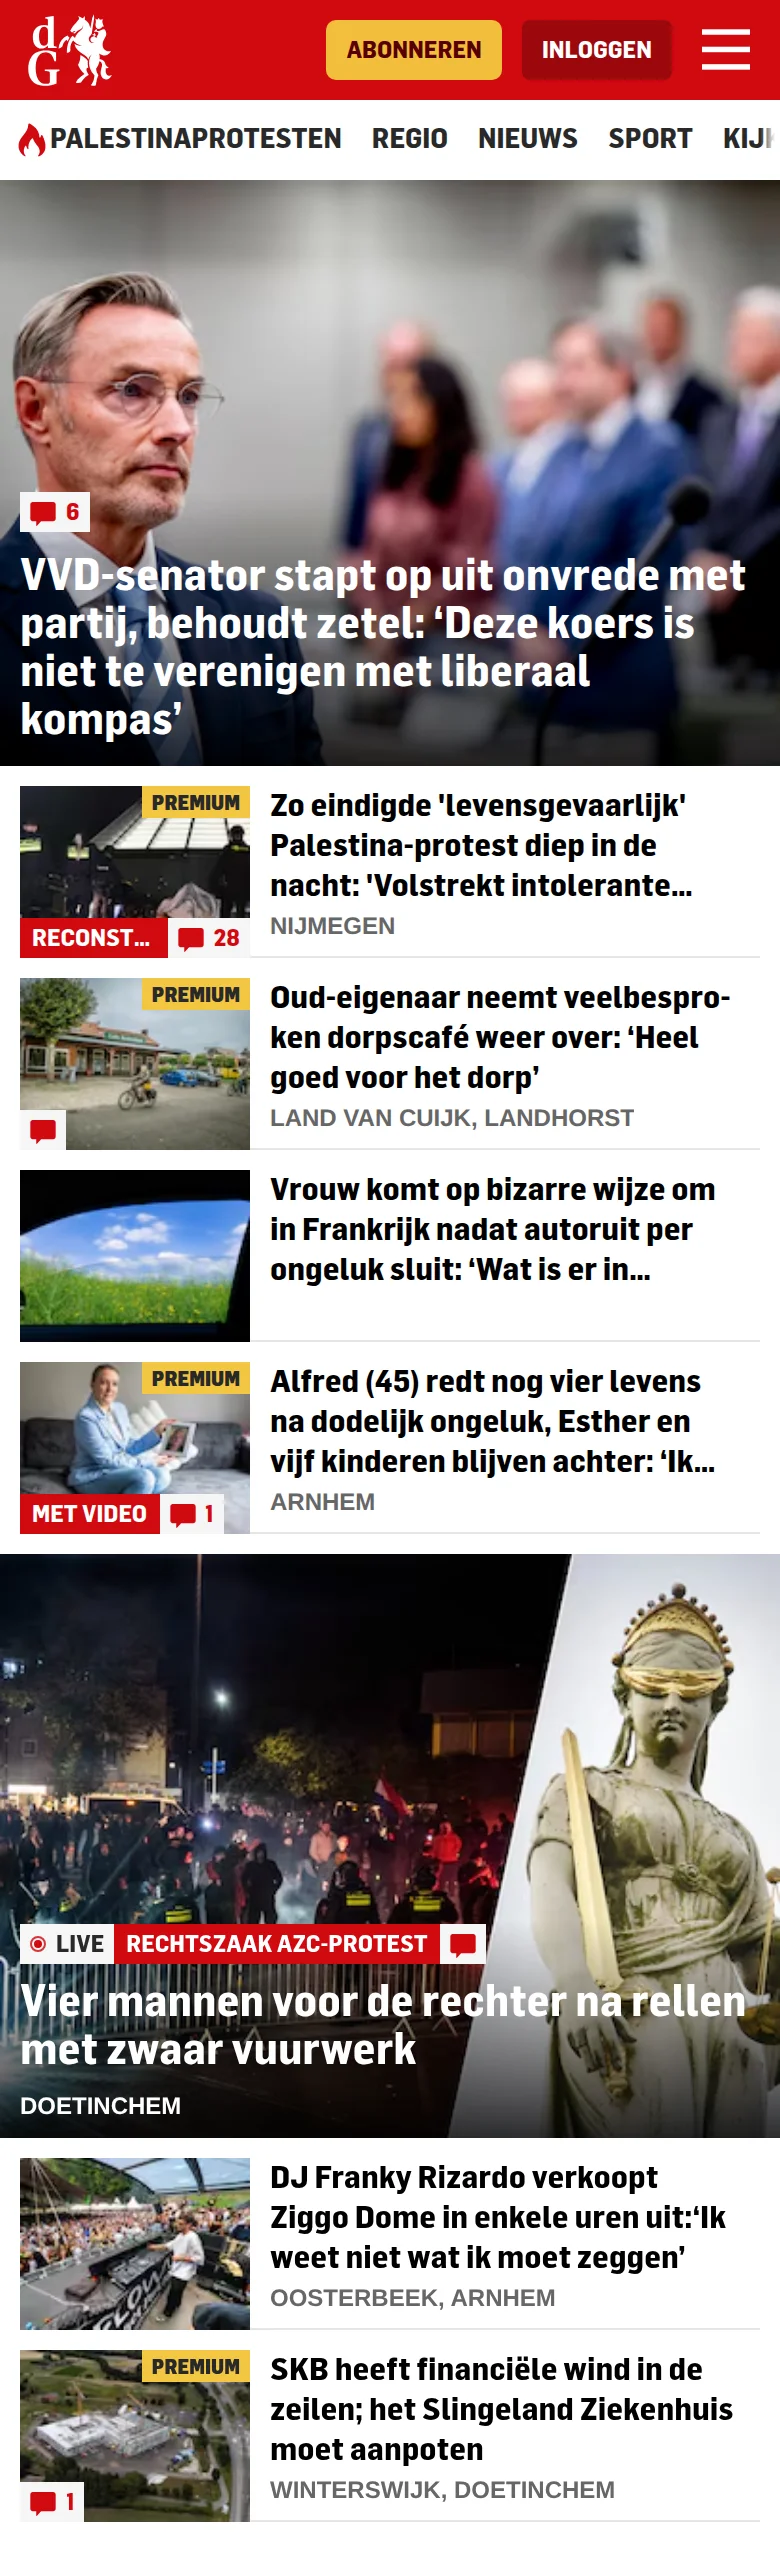 dG
ABONNEREN
INLOGGEN
PALESTINAPROTESTEN REGIO NIEUWS SPORT
6
VVD-senator stapt op uit onvrede met
partij, behoudt zetel: ‘Deze koers is
niet te verenigen met liberaal
kompas’
PREMIUM
RECONST...
28
Zo eindigde 'levensgevaarlijk'
Palestina-protest diep in de
nacht: 'Volstrekt intolerante...
NIJMEGEN
PREMIUM
Oud-eigenaar neemt veelbespro-
ken dorpscafé weer over: ‘Heel
goed voor het dorp’
LAND VAN CUIJK, LANDHORST
Vrouw komt op bizarre wijze om
in Frankrijk nadat autoruit per
ongeluk sluit: ‘Wat is er in...
PREMIUM
MET VIDEO
1
Alfred (45) redt nog vier levens
na dodelijk ongeluk, Esther en
vijf kinderen blijven achter: ‘Ik...
ARNHEM
LIVE
RECHTSZAAK AZC-PROTEST
Vier mannen voor de rechter na rellen
met zwaar vuurwerk
DOETINCHEM
DJ Franky Rizardo verkoopt
Ziggo Dome in enkele uren uit:‘Ik
weet niet wat ik moet zeggen’
OOSTERBEEK, ARNHEM
PREMIUM
1
SKB heeft financiële wind in de
zeilen; het Slingeland Ziekenhuis
moet aanpoten
WINTERSWIJK, DOETINCHEM